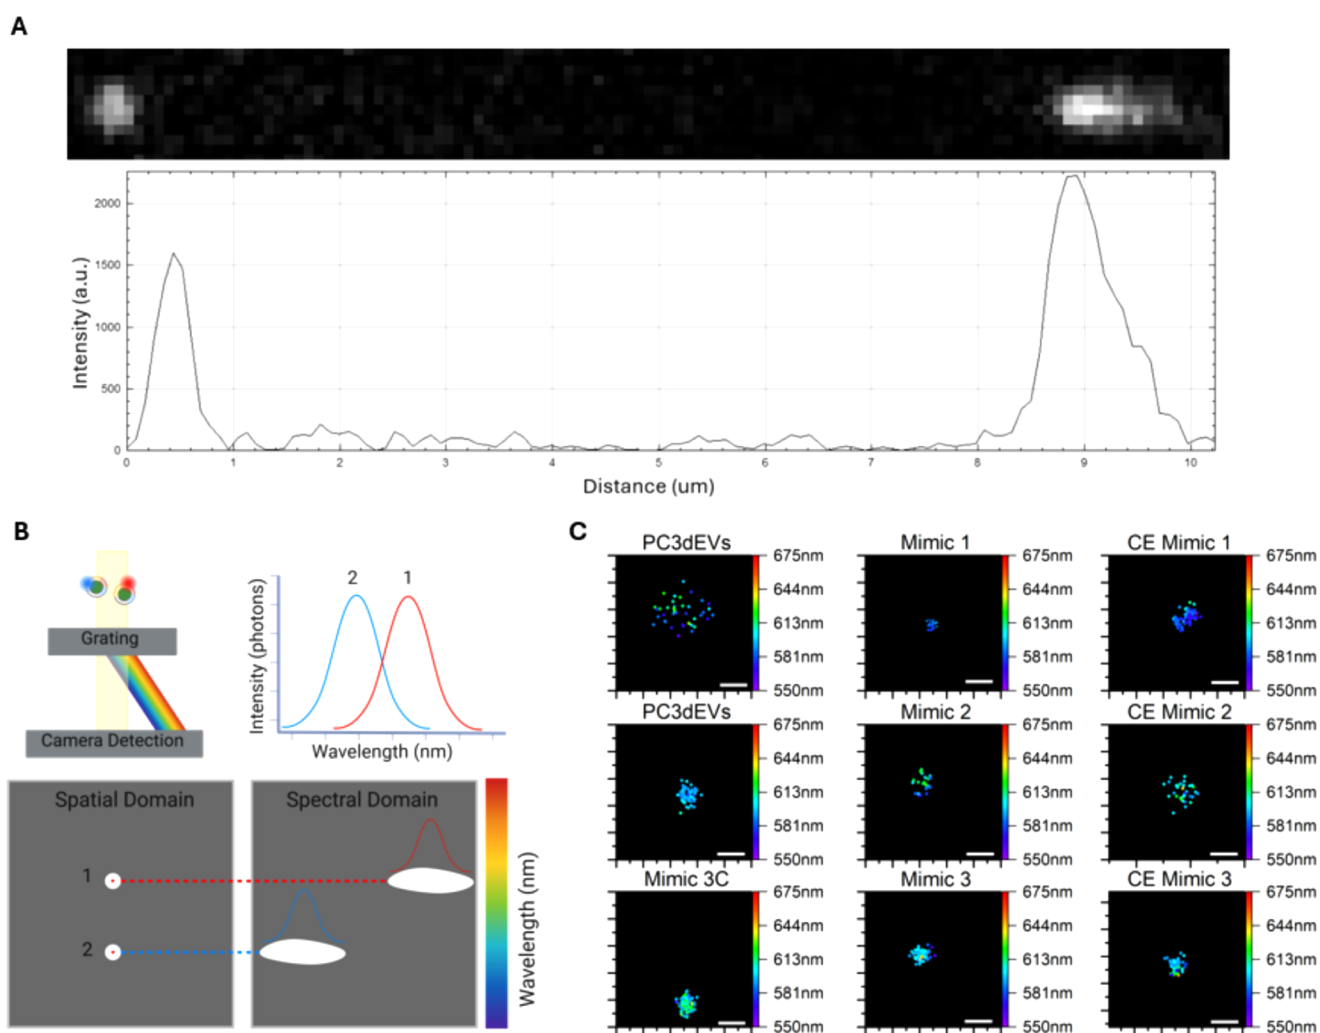 A
Intensity (a.u.)
2000
1500
1000
500
0
0 1 2 3 4 5 6 7 8 9 10
Distance (um)
B
Grating
Camera Detection
Intensity (photons)
2 1
Wavelength (nm)
Spatial Domain
Spectral Domain
1
2
Wavelength (nm)
C
PC3dEVs
675nm
644nm
613nm
581nm
550nm
Mimic 1
675nm
644nm
613nm
581nm
550nm
CE Mimic 1
675nm
644nm
613nm
581nm
550nm
PC3dEVs
675nm
644nm
613nm
581nm
550nm
Mimic 2
675nm
644nm
613nm
581nm
550nm
CE Mimic 2
675nm
644nm
613nm
581nm
550nm
Mimic 3C
675nm
644nm
613nm
581nm
550nm
Mimic 3
675nm
644nm
613nm
581nm
550nm
CE Mimic 3
675nm
644nm
613nm
581nm
550nm